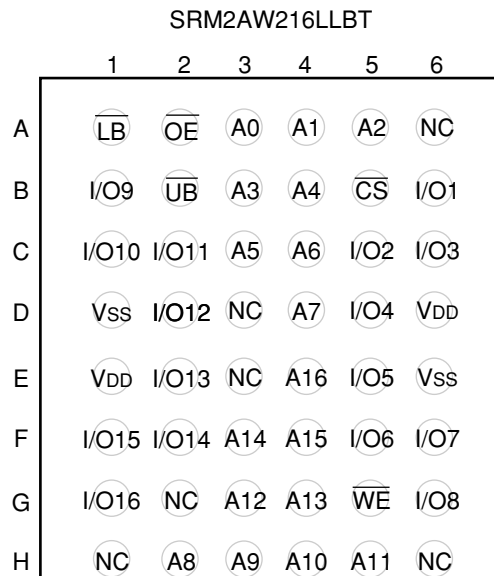 SRM2AW216LLBT
1 2 3 4 5 6
A LB OE A0 A1 A2 NC
B I/O9 UB A3 A4 CS I/O1
C I/O10 I/O11 A5 A6 I/O2 I/O3
D VSS I/O12 NC A7 I/O4 VDD
E VDD I/O13 NC A16 I/O5 VSS
F I/O15 I/O14 A14 A15 I/O6 I/O7
G I/O16 NC A12 A13 WE I/O8
H NC A8 A9 A10 A11 NC